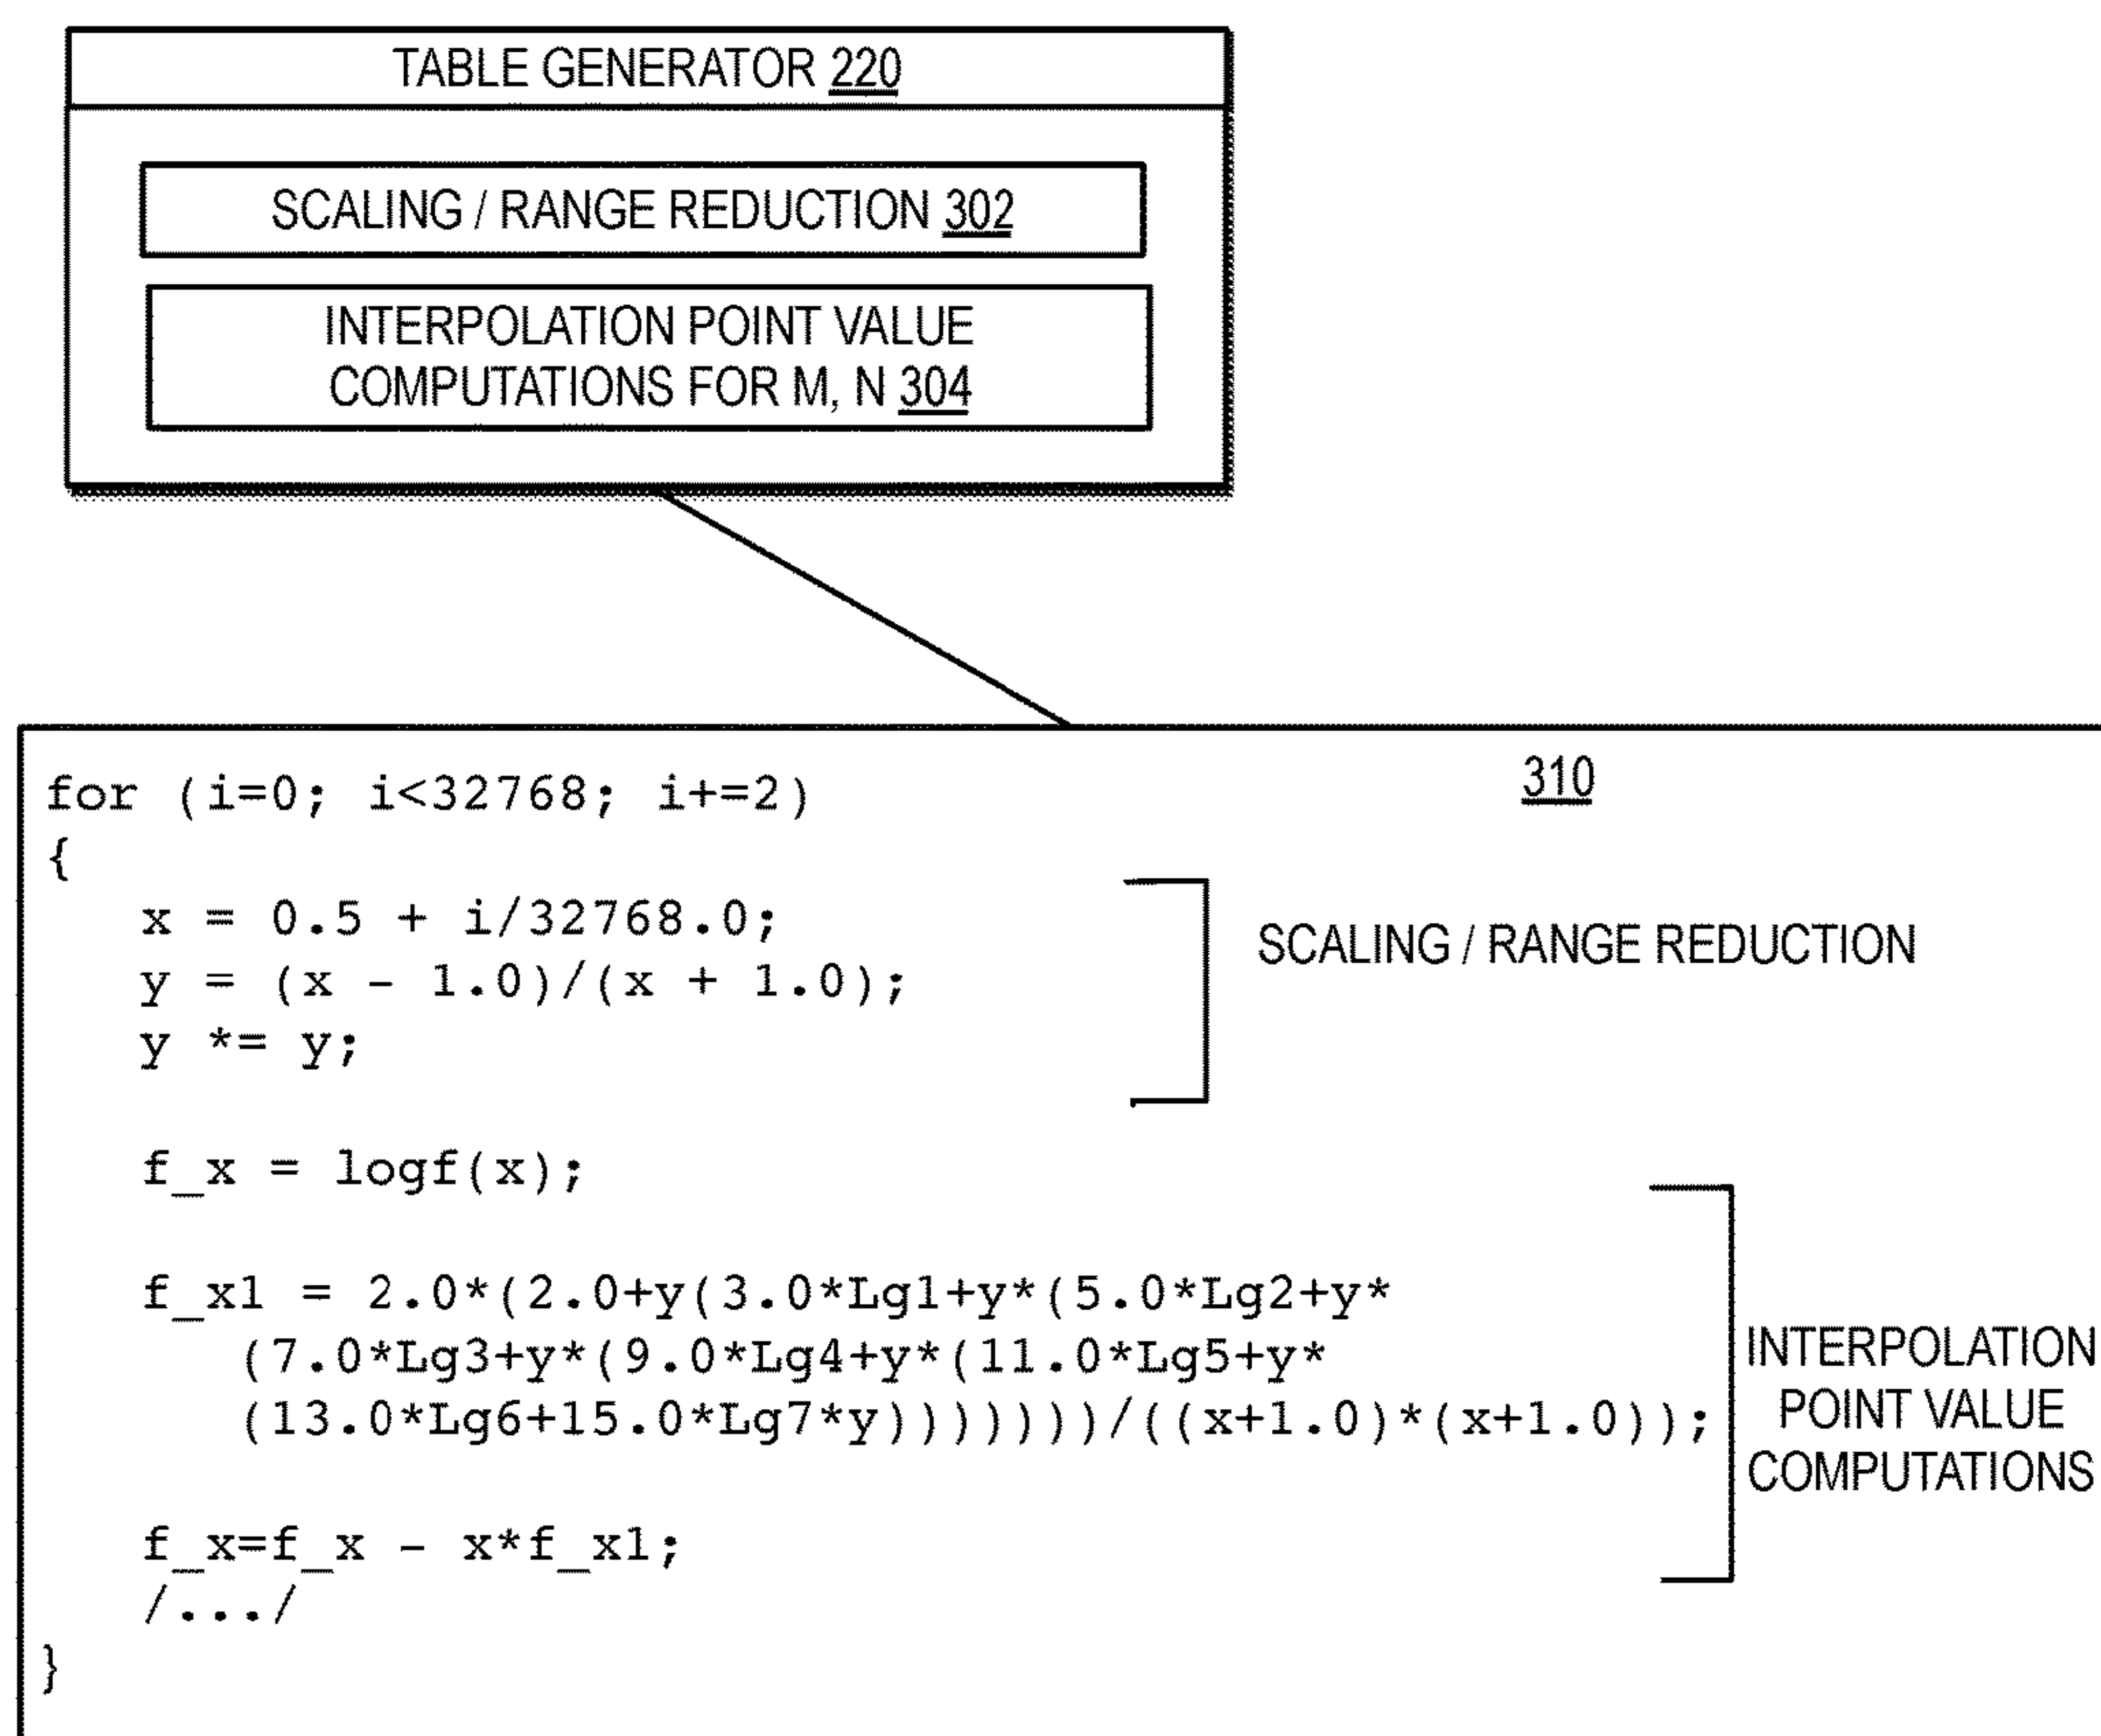 TABLE GENERATOR 220
SCALING / RANGE REDUCTION 302
INTERPOLATION POINT VALUE
COMPUTATIONS FOR M, N 304
310
for (i=0; i<32768; i+=2)
{
x = 0.5 + i/32768.0;
y = (x - 1.0)/(x + 1.0);
y *= y;
SCALING / RANGE REDUCTION
f_x = logf(x);
f_x1 = 2.0*(2.0+y(3.0*Lg1+y*(5.0*Lg2+y*
(7.0*Lg3+y*(9.0*Lg4+y*(11.0*Lg5+y*
(13.0*Lg6+15.0*Lg7*y)))))))/((x+1.0)*(x+1.0));
f_x=f_x - x*f_x1;
INTERPOLATION
POINT VALUE
COMPUTATIONS
/.../
}